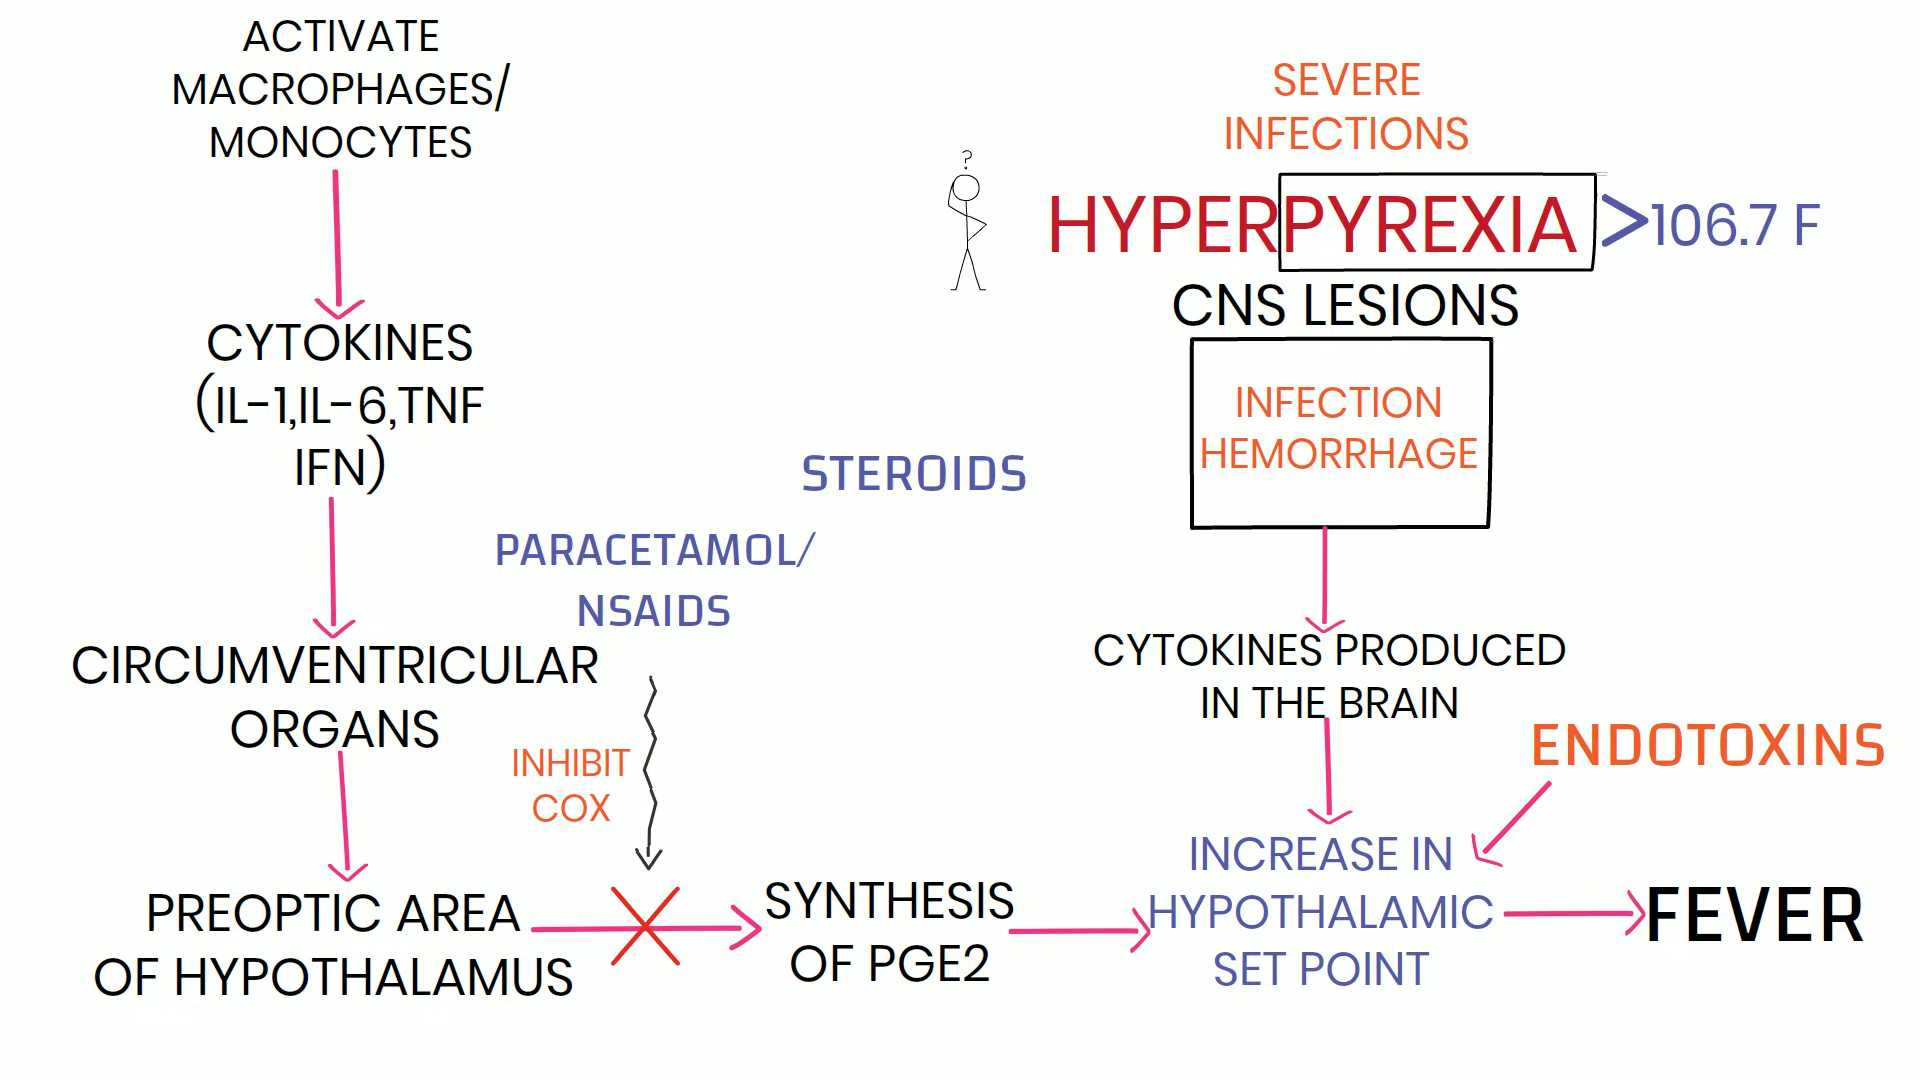 ACTIVATE
MACROPHAGES/
MONOCYTES
CYTOKINES
(IL-1,IL-6,TNF
IFN)
CIRCUMVENTRICULAR
ORGANS
PREOPTIC AREA
OF HYPOTHALAMUS
PARACETAMOL/
NSAIDS
INHIBIT
COX
STEROIDS
SYNTHESIS
OF PGE2
?
SEVERE
INFECTIONS
HYPERPYREXIA >106.7 F
CNS LESIONS
INFECTION
HEMORRHAGE
CYTOKINES PRODUCED
IN THE BRAIN
ENDOTOXINS
INCREASE IN
HYPOTHALAMIC
SET POINT
FEVER